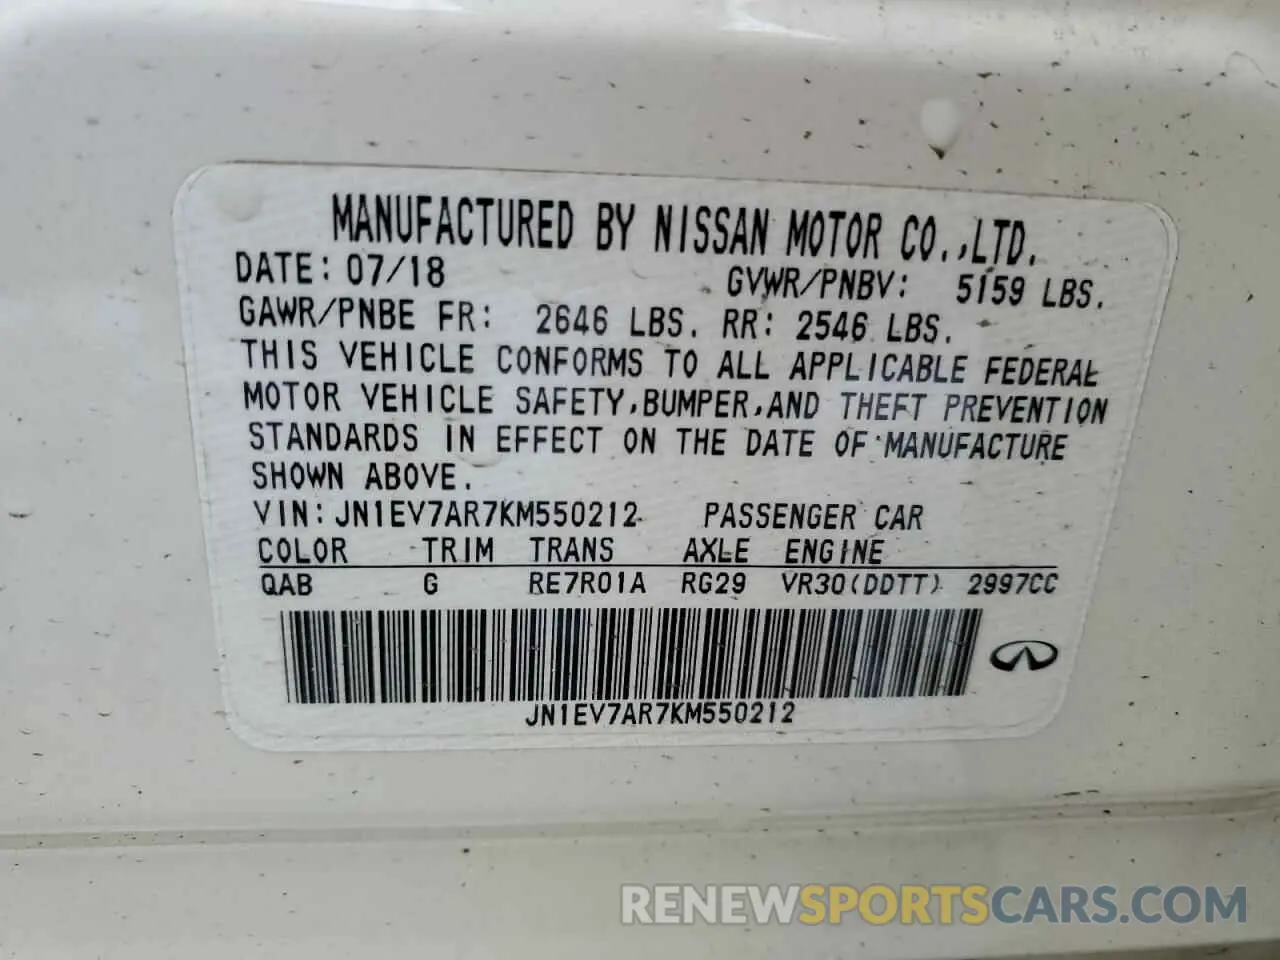 MANUFACTURED BY NISSAN MOTOR CO.,LTD.
DATE: 07/18 GVWR/PNBV: 5159 LBS.
GAWR/PNBE FR: 2646 LBS. RR: 2546 LBS.
THIS VEHICLE CONFORMS TO ALL APPLICABLE FEDERAL
MOTOR VEHICLE SAFETY,BUMPER,AND THEFT PREVENTION
STANDARDS IN EFFECT ON THE DATE OF MANUFACTURE
SHOWN ABOVE.
VIN: JN1EV7AR7KM550212 PASSENGER CAR
COLOR TRIM TRANS AXLE ENGINE
QAB G RE7R01A RG29 VR30(DDTT) 2997CC
JN1EV7AR7KM550212
RENEWSPORTSCARS.COM